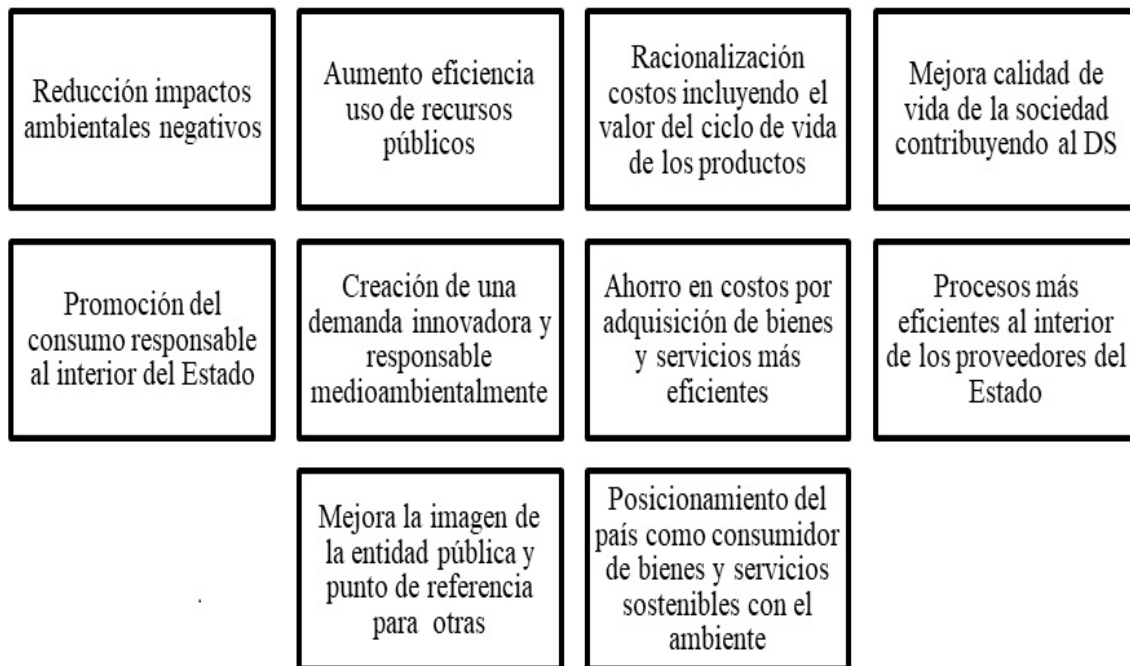 Reducción impactos
ambientales negativos
Aumento eficiencia
uso de recursos
públicos
Racionalización
costos incluyendo el
valor del ciclo de vida
de los productos
Mejora calidad de
vida de la sociedad
contribuyendo al DS
Promoción del
consumo responsable
al interior del Estado
Creación de una
demanda innovadora y
responsable
medioambientalmente
Ahorro en costos por
adquisición de bienes
y servicios más
eficientes
Procesos más
eficientes al interior
de los proveedores del
Estado
Mejora la imagen de
la entidad pública y
punto de referencia
para otras
Posicionamiento del
país como consumidor
de bienes y servicios
sostenibles con el
ambiente
.